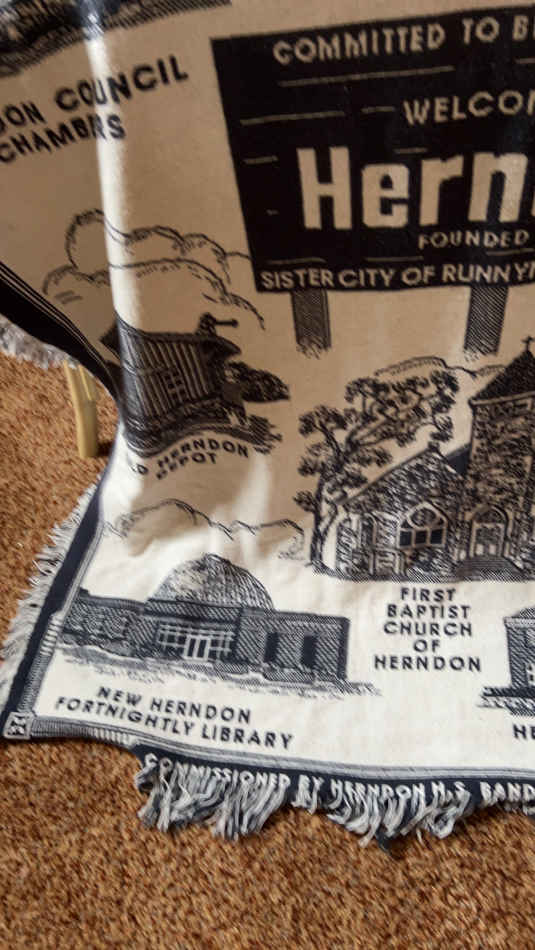 COUNCIL
CHAMBERS
COMMITTED TO
WELCOM
Hern
FOUNDED
SISTER CITY OF RUNNYM
HERNDON
DEPOT
FIRST
BAPTIST
CHURCH
OF
HERNDON
NEW HERNDON
FORTNIGHTLY LIBRARY
HE
COMMISSIONED BY HERNDON H.S. BAND